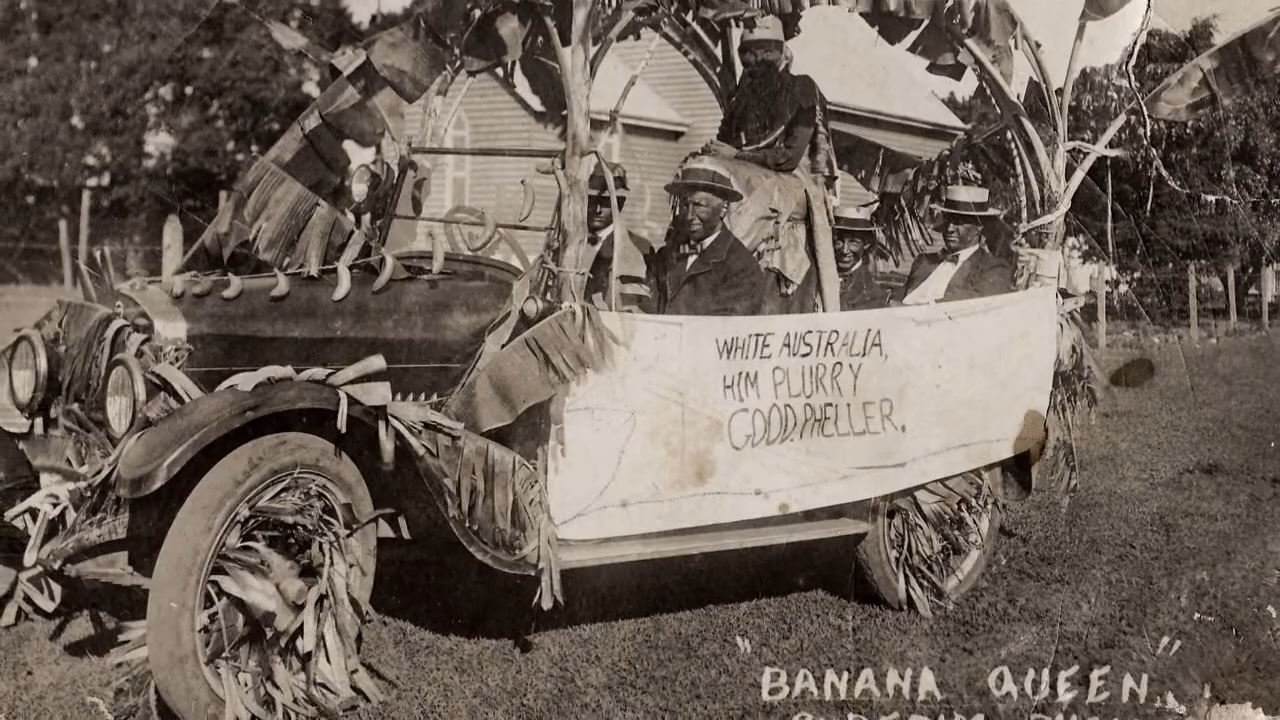 WHITE AUSTRALIA,
HIM PLURRY
GOOD. PHELLER.
"BANANA QUEEN"